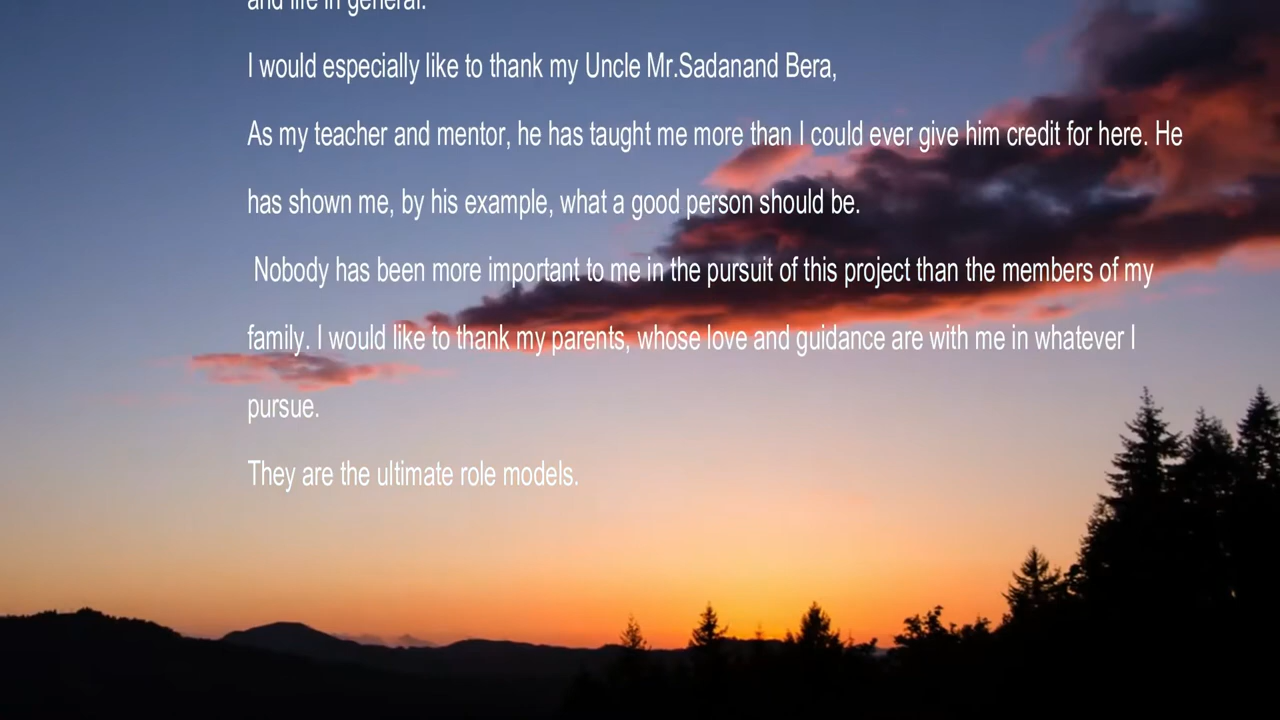 and life in general.
I would especially like to thank my Uncle Mr.Sadanand Bera,
As my teacher and mentor, he has taught me more than I could ever give him credit for here. He
has shown me, by his example, what a good person should be.
Nobody has been more important to me in the pursuit of this project than the members of my
family. I would like to thank my parents, whose love and guidance are with me in whatever I
pursue.
They are the ultimate role models.